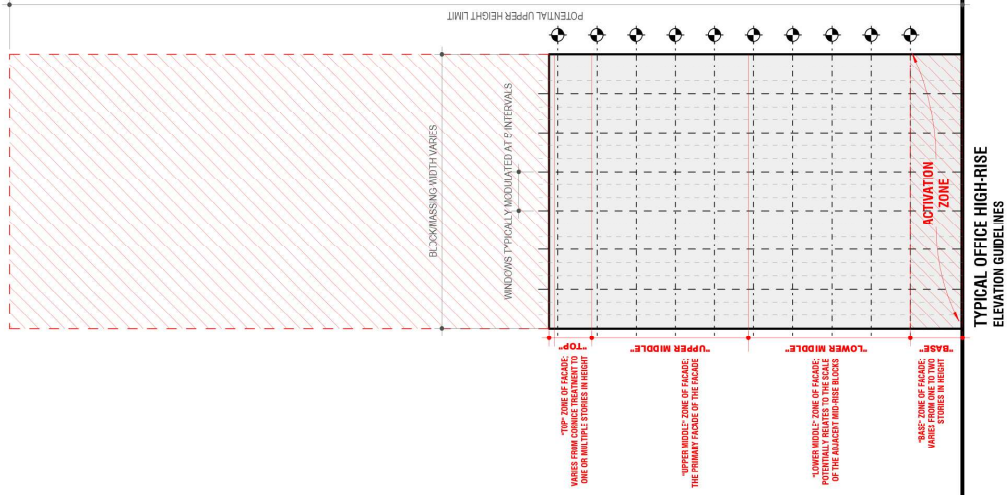 POTENTIAL UPPER HEIGHT LIMIT
BLOCK/MASSING WIDTH VARIES
WINDOWS TYPICALLY MODULATED AT 5' INTERVALS
ACTIVATION
ZONE
"TOP"
"TOP" ZONE OF FACADE;
VARIES FROM CORNICE TREATMENT TO
ONE OR MULTIPLE STORIES IN HEIGHT
"UPPER MIDDLE"
"UPPER MIDDLE" ZONE OF FACADE;
THE PRIMARY FACADE OF THE FACADE
"LOWER MIDDLE"
"LOWER MIDDLE" ZONE OF FACADE;
POTENTIALLY RELATES TO THE SCALE
OF THE ADJACENT MID-RISE BLOCKS
"BASE"
"BASE" ZONE OF FACADE;
VARIES FROM ONE TO TWO
STORIES IN HEIGHT
TYPICAL OFFICE HIGH-RISE
ELEVATION GUIDELINES